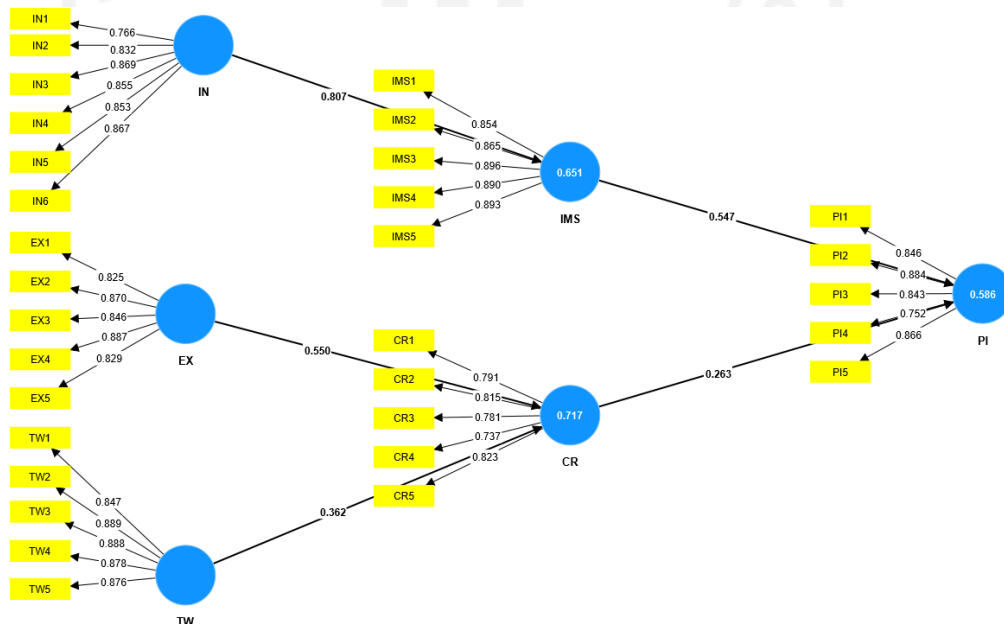 IN1
IN2
IN3
IN4
IN5
IN6
0.766
0.832
0.869
0.855
0.853
0.867
IN
0.807
EX1
EX2
EX3
EX4
EX5
0.825
0.870
0.846
0.887
0.829
EX
0.550
TW1
TW2
TW3
TW4
TW5
0.847
0.889
0.888
0.878
0.876
TW
0.362
IMS1
IMS2
IMS3
IMS4
IMS5
0.854
0.865
0.896
0.890
0.893
0.651
IMS
0.547
CR1
CR2
CR3
CR4
CR5
0.791
0.815
0.781
0.737
0.823
0.717
CR
0.263
PI1
PI2
PI3
PI4
PI5
0.846
0.884
0.843
0.752
0.866
0.586
PI